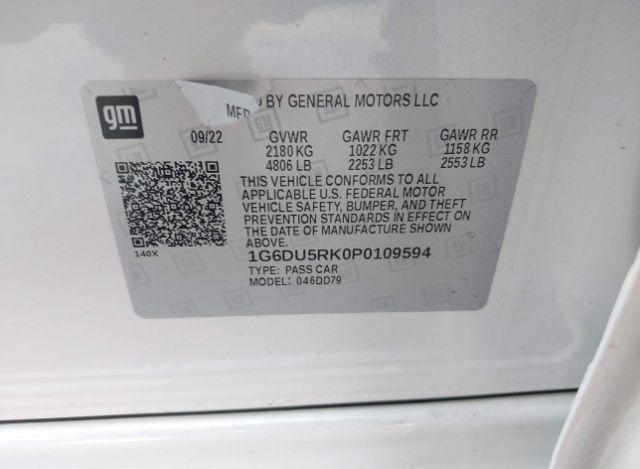 gm
MFD BY GENERAL MOTORS LLC
09/22 GVWR GAWR FRT GAWR RR
2180 KG 1022 KG 1158 KG
4806 LB 2253 LB 2553 LB
THIS VEHICLE CONFORMS TO ALL
APPLICABLE U.S. FEDERAL MOTOR
VEHICLE SAFETY, BUMPER, AND THEFT
PREVENTION STANDARDS IN EFFECT ON
THE DATE OF MANUFACTURE SHOWN
ABOVE.
140X
1G6DU5RK0P0109594
TYPE: PASS CAR
MODEL: 046DD79